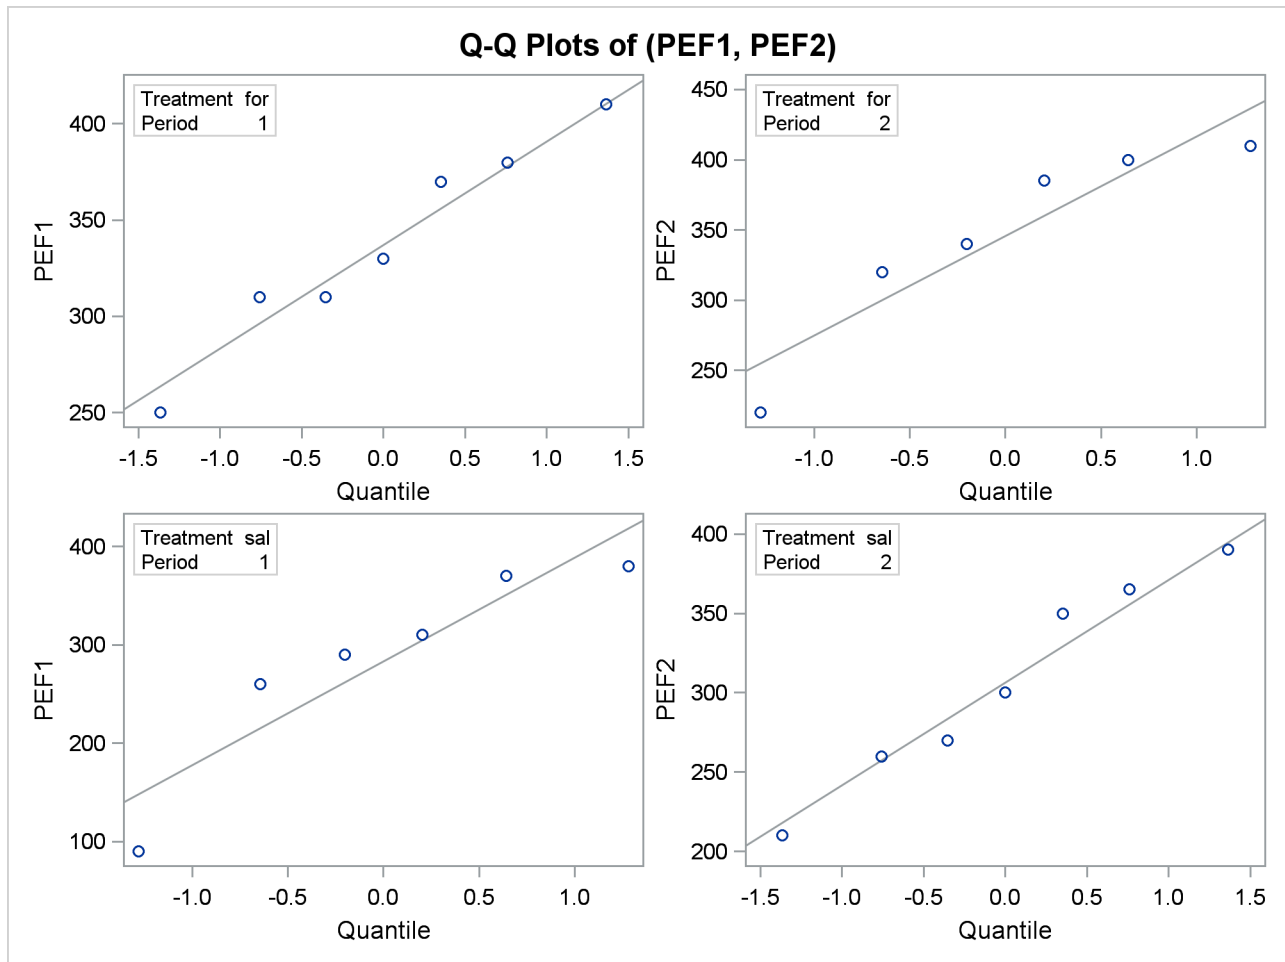 Q-Q Plots of (PEF1, PEF2)
Treatment for
Period 1
400
350
300
250
PEF1
-1.5 -1.0 -0.5 0.0 0.5 1.0 1.5
Quantile
Treatment for
Period 2
450
400
350
300
250
PEF2
-1.0 -0.5 0.0 0.5 1.0
Quantile
Treatment sal
Period 1
400
300
200
100
PEF1
-1.0 -0.5 0.0 0.5 1.0
Quantile
Treatment sal
Period 2
400
350
300
250
200
PEF2
-1.5 -1.0 -0.5 0.0 0.5 1.0 1.5
Quantile